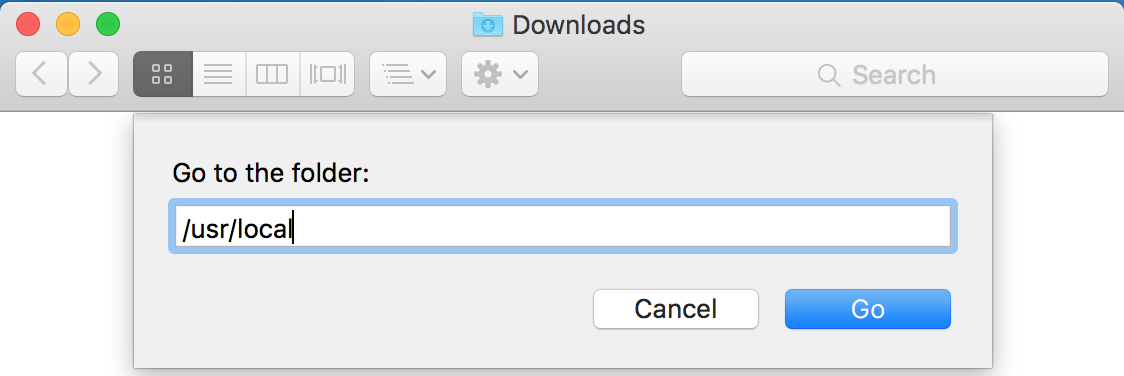 Downloads
Search
Go to the folder:
/usr/local
Cancel
Go